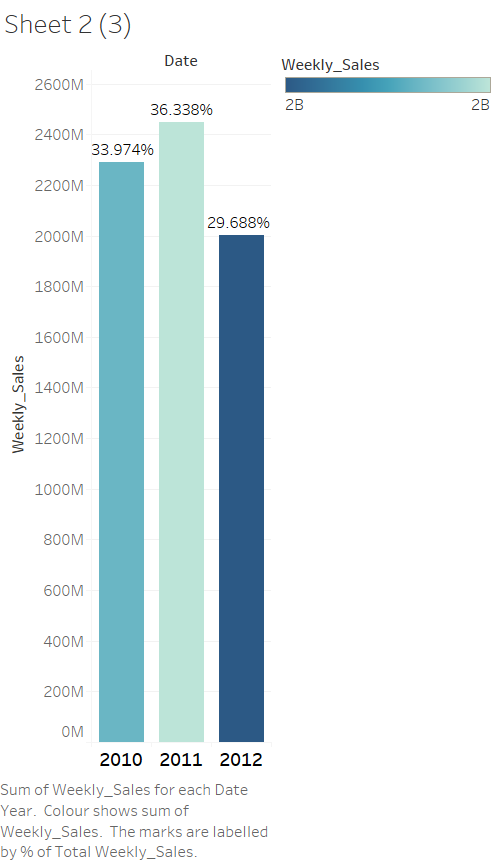 Sheet 2 (3)
Date
Weekly_Sales
2B 2B
2600M
2400M
2200M
2000M
1800M
1600M
1400M
1200M
1000M
800M
600M
400M
200M
0M
Weekly_Sales
33.974%
36.338%
29.688%
2010 2011 2012
Sum of Weekly_Sales for each Date
Year. Colour shows sum of
Weekly_Sales. The marks are labelled
by % of Total Weekly_Sales.